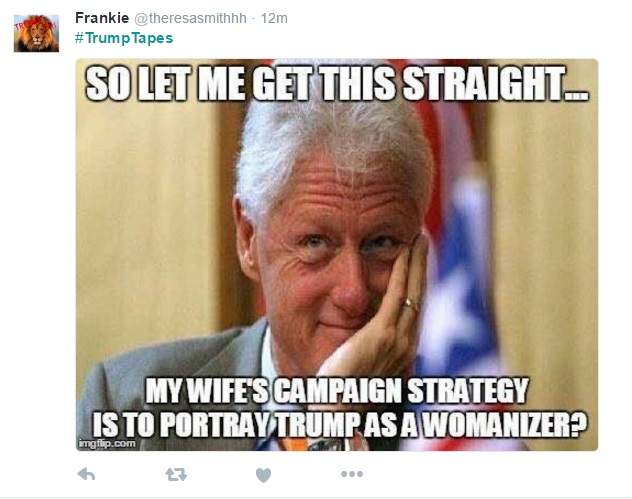 Frankie @theresasmithhh · 12m
#TrumpTapes
SO LET ME GET THIS STRAIGHT...
MY WIFE'S CAMPAIGN STRATEGY
IS TO PORTRAY TRUMP AS A WOMANIZER?
imgflip.com